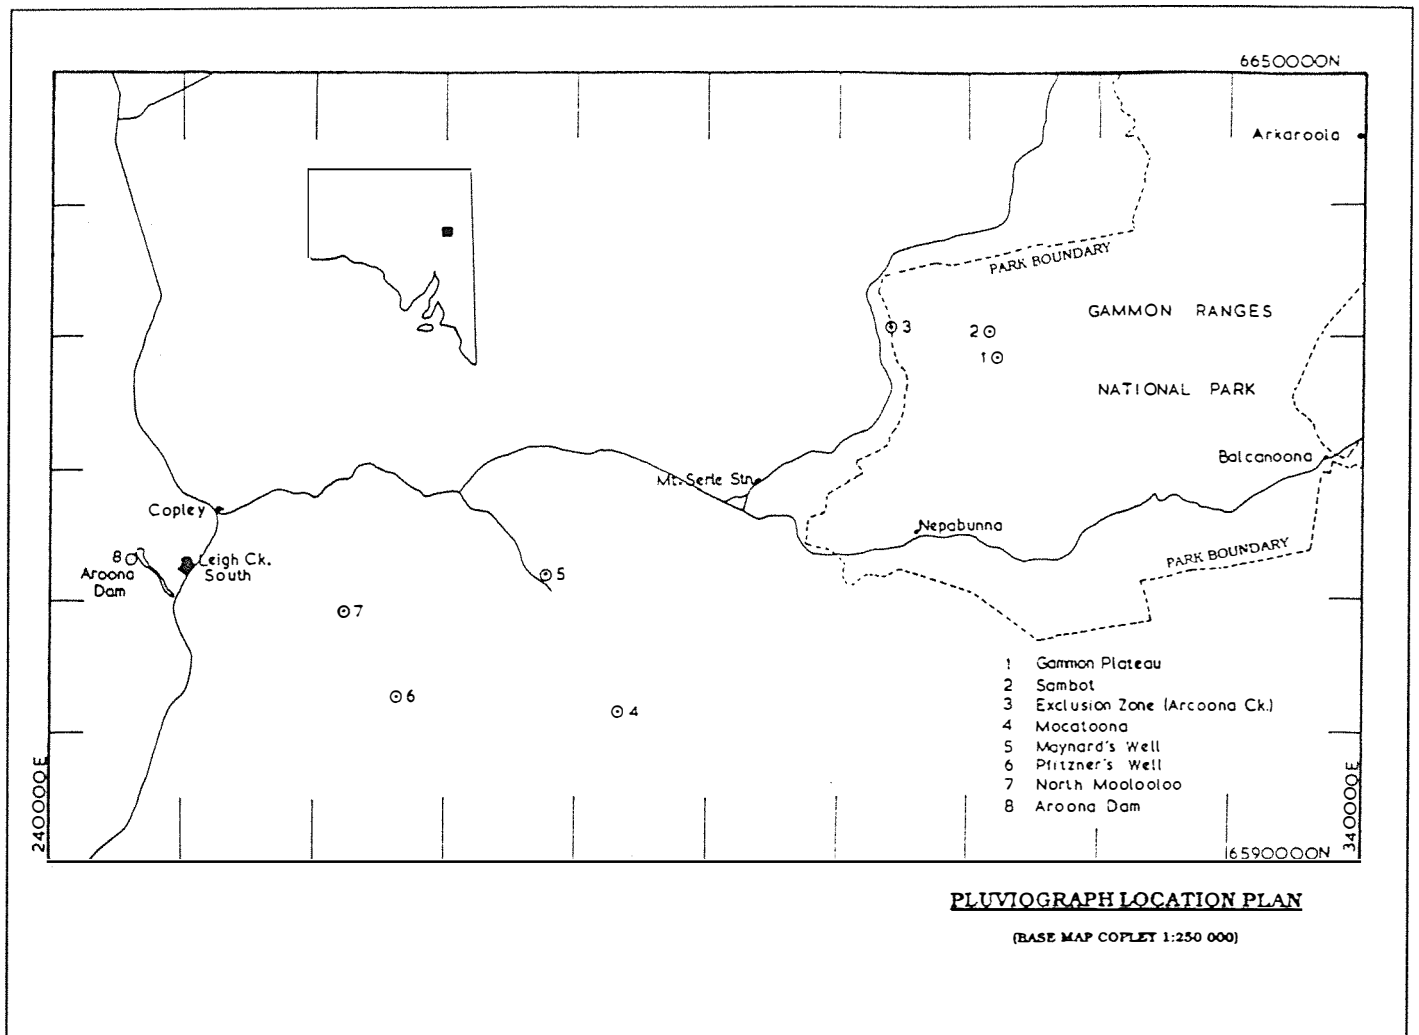 6650000N
Arkaroola
PARK BOUNDARY
GAMMON RANGES
3
2
1
NATIONAL PARK
Balcanoona
Mt. Serle Stn.
Copley
Nepabunna
8
Aroona
Dam
Leigh Ck.
South
PARK BOUNDARY
5
7
6
4
1 Gammon Plateau
2 Sambot
3 Exclusion Zone (Arcoona Ck.)
4 Mocatoona
5 Maynard's Well
6 Pfitzner's Well
7 North Moolooloo
8 Aroona Dam
240000E
340000E
6590000N
PLUVIOGRAPH LOCATION PLAN
(BASE MAP COPLEY 1:250 000)